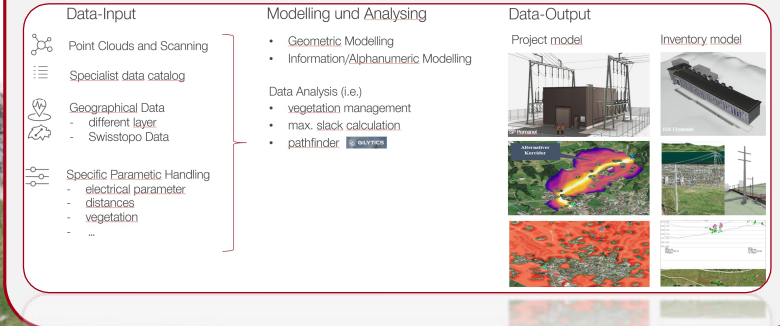 Data-Input
Point Clouds and Scanning
Specialist data catalog
Geographical Data
- different layer
- Swisstopo Data
Specific Parametic Handling
- electrical parameter
- distances
- vegetation
- ...
Modelling und Analysing
• Geometric Modelling
• Information/Alphanumeric Modelling
Data Analysis (i.e.)
• vegetation management
• max. slack calculation
• pathfinder GILYTICS
Data-Output
Project model
Inventory model
Alternativer
Korridor